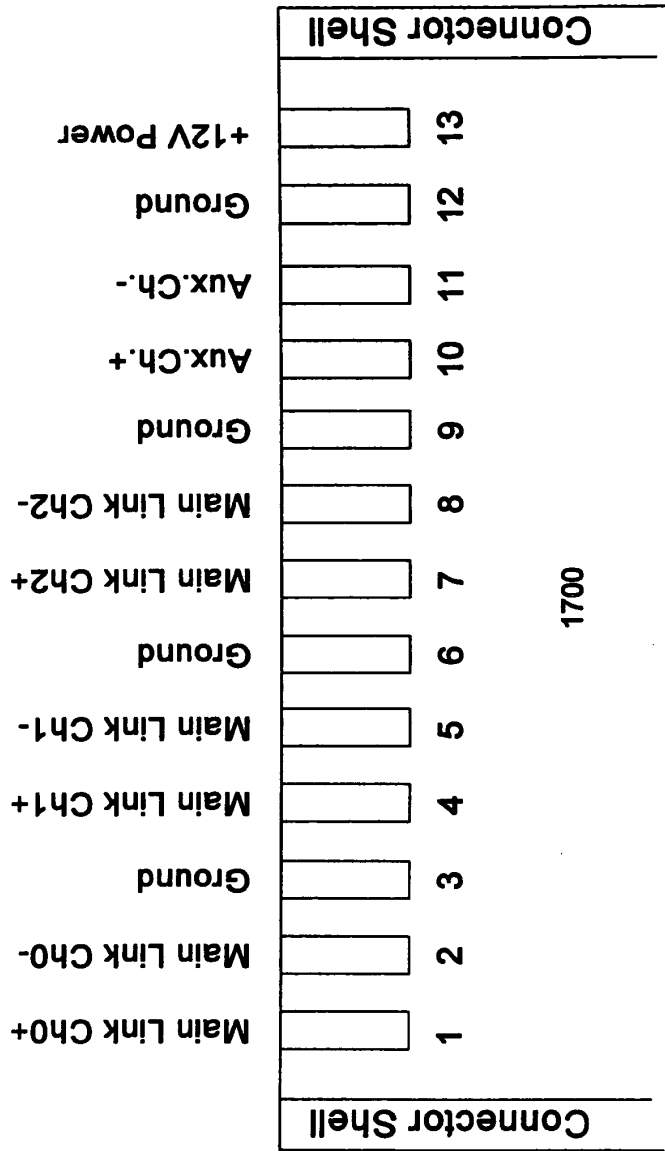 Connector Shell
Main Link Ch0+
1
Main Link Ch0-
2
Ground
3
Main Link Ch1+
4
Main Link Ch1-
5
Ground
6
Main Link Ch2+
7
Main Link Ch2-
8
Ground
9
Aux.Ch.+
10
Aux.Ch.-
11
Ground
12
+12V Power
13
Connector Shell
1700